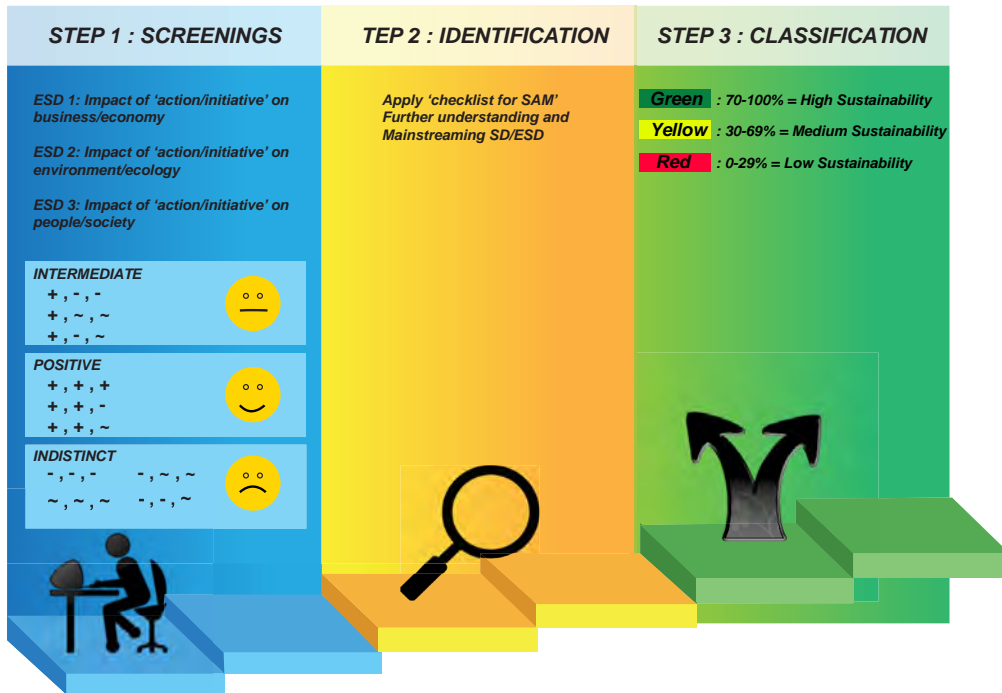 STEP 1 : SCREENINGS
ESD 1: Impact of ‘action/initiative’ on
business/economy
ESD 2: Impact of ‘action/initiative’ on
environment/ecology
ESD 3: Impact of ‘action/initiative’ on
people/society
INTERMEDIATE
+ , - , -
+ , ~ , ~
+ , - , ~
POSITIVE
+ , + , +
+ , + , -
+ , + , ~
INDISTINCT
- , - , - - , ~ , ~
~ , ~ , ~ - , - , ~
TEP 2 : IDENTIFICATION
Apply ‘checklist for SAM’
Further understanding and
Mainstreaming SD/ESD
STEP 3 : CLASSIFICATION
Green : 70-100% = High Sustainability
Yellow : 30-69% = Medium Sustainability
Red : 0-29% = Low Sustainability